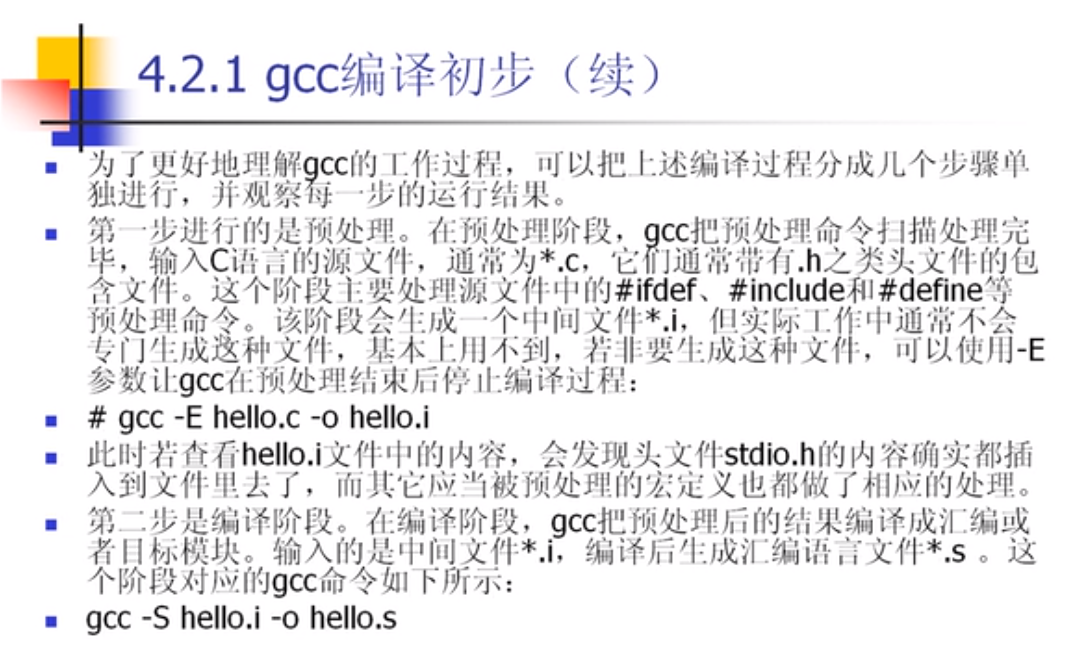 4.2.1 gcc编译初步（续）
为了更好地理解gcc的工作过程，可以把上述编译过程分成几个步骤单
独进行，并观察每一步的运行结果。
第一步进行的是预处理。在预处理阶段，gcc把预处理命令扫描处理完
毕，输入C语言的源文件，通常为*.c，它们通常带有.h之类头文件的包
含文件。这个阶段主要处理源文件中的#ifdef、#include和#define等
预处理命令。该阶段会生成一个中间文件*.i，但实际工作中通常不会
专门生成这种文件，基本上用不到，若非要生成这种文件，可以使用-E
参数让gcc在预处理结束后停止编译过程：
# gcc -E hello.c -o hello.i
此时若查看hello.i文件中的内容，会发现头文件stdio.h的内容确实都插
入到文件里去了，而其它应当被预处理的宏定义也都做了相应的处理。
第二步是编译阶段。在编译阶段，gcc把预处理后的结果编译成汇编或
者目标模块。输入的是中间文件*.i，编译后生成汇编语言文件*.s 。这
个阶段对应的gcc命令如下所示：
gcc -S hello.i -o hello.s